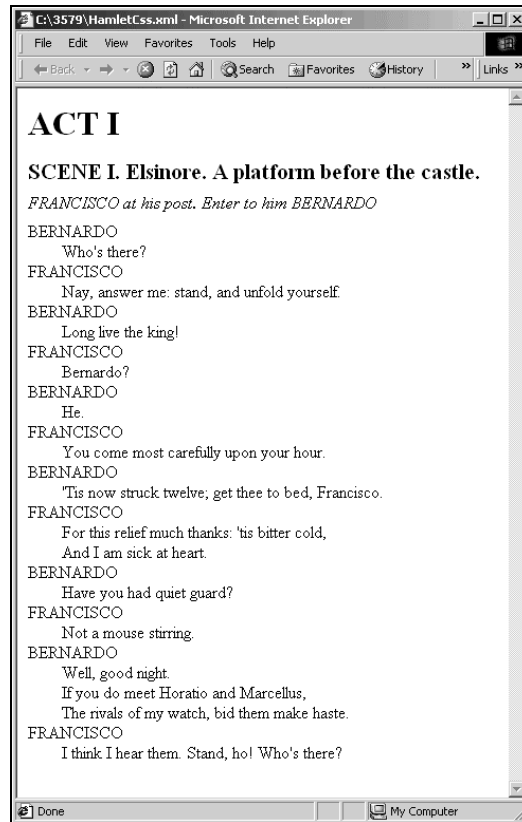 C:\3579\HamletCss.xml - Microsoft Internet Explorer
File Edit View Favorites Tools Help
Back Search Favorites History » Links »
ACT I
SCENE I. Elsinore. A platform before the castle.
FRANCISCO at his post. Enter to him BERNARDO
BERNARDO
Who's there?
FRANCISCO
Nay, answer me: stand, and unfold yourself.
BERNARDO
Long live the king!
FRANCISCO
Bernardo?
BERNARDO
He.
FRANCISCO
You come most carefully upon your hour.
BERNARDO
'Tis now struck twelve; get thee to bed, Francisco.
FRANCISCO
For this relief much thanks: 'tis bitter cold,
And I am sick at heart.
BERNARDO
Have you had quiet guard?
FRANCISCO
Not a mouse stirring.
BERNARDO
Well, good night.
If you do meet Horatio and Marcellus,
The rivals of my watch, bid them make haste.
FRANCISCO
I think I hear them. Stand, ho! Who's there?
Done My Computer